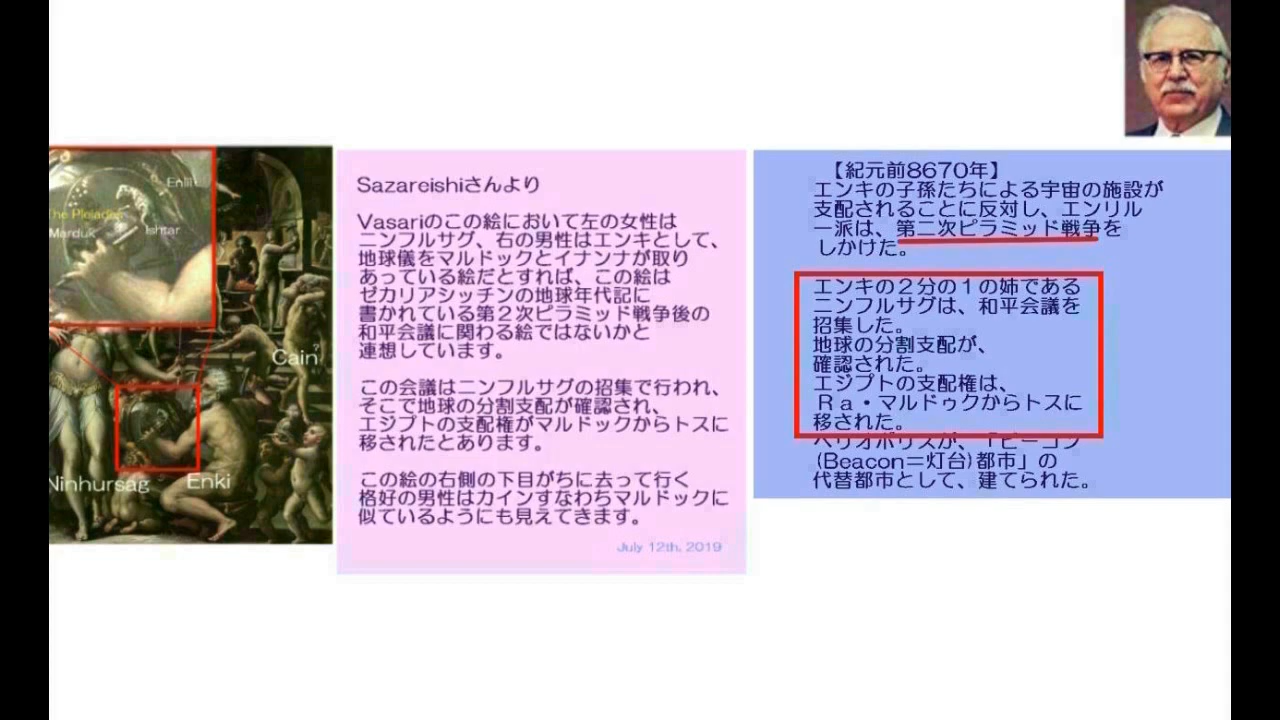 Enlil
The Pleiades
Marduk
Ishtar
Cain
?
Ninhursag
Enki
Sazareishiさんより
Vasariのこの絵において左の女性は
ニンフルサグ、右の男性はエンキとして、
地球儀をマルドックとイナンナが取り
あっている絵だとすれば、この絵は
ゼカリアシッチンの地球年代記に
書かれている第２次ピラミッド戦争後の
和平会議に関わる絵ではないかと
連想しています。
この会議はニンフルサグの招集で行われ、
そこで地球の分割支配が確認され、
エジプトの支配権がマルドックからトスに
移されたとあります。
この絵の右側の下目がちに去って行く
格好の男性はカインすなわちマルドックに
似ているようにも見えてきます。
July 12th, 2019
【紀元前8670年】
エンキの子孫たちによる宇宙の施設が
支配されることに反対し、エンリル
一派は、第二次ピラミッド戦争を
しかけた。
エンキの２分の１の姉である
ニンフルサグは、和平会議を
招集した。
地球の分割支配が、
確認された。
エジプトの支配権は、
Ｒａ・マルドゥクからトスに
移された。
ヘリオポリスが、「ビーコン
(Beacon＝灯台)都市」の
代替都市として、建てられた。